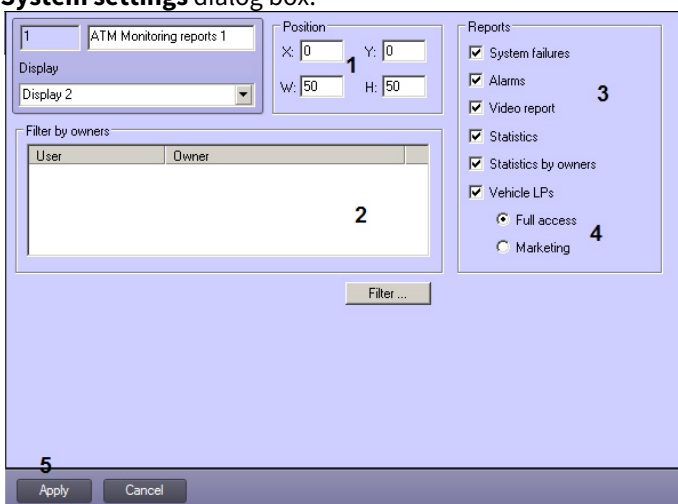 System settings dialog box.
1
ATM Monitoring reports 1
Display
Display 2
Position
X: 0 Y: 0
1
W: 50 H: 50
Filter by owners
User Owner
2
Filter ...
Reports
System failures
Alarms
3
Video report
Statistics
Statistics by owners
Vehicle LPs
Full access
4
Marketing
5
Apply Cancel